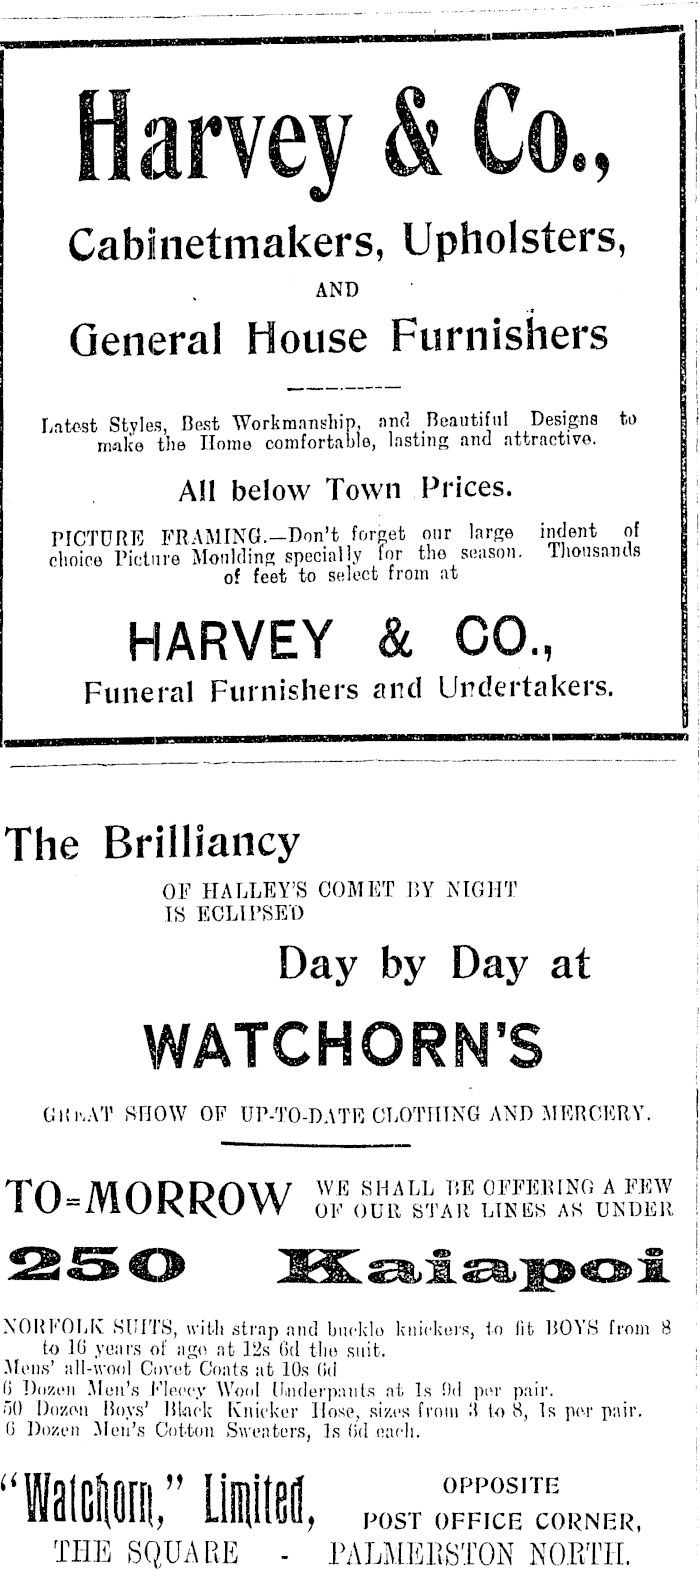 Harvey & Co.,
Cabinetmakers, Upholsters,
AND
General House Furnishers
Latest Styles, Best Workmanship, and Beautiful Designs to
make the Home comfortable, lasting and attractive.
All below Town Prices.
PICTURE FRAMING.—Don't forget our large indent of
choice Picture Moulding specially for the season. Thousands
of feet to select from at
HARVEY & CO.,
Funeral Furnishers and Undertakers.
The Brilliancy
OF HALLEY'S COMET BY NIGHT
IS ECLIPSED
Day by Day at
WATCHORN'S
GREAT SHOW OF UP-TO-DATE CLOTHING AND MERCERY.
TO=MORROW WE SHALL BE OFFERING A FEW
OF OUR STAR LINES AS UNDER
250 Kaiapoi
NORFOLK SUITS, with strap and buckle knickers, to fit BOYS from 8
to 16 years of age at 12s 6d the suit.
Mens' all-wool Covet Coats at 10s 6d
6 Dozen Men's Fleecy Wool Underpants at 1s 9d per pair.
50 Dozen Boys' Black Knicker Hose, sizes from 3 to 8, 1s per pair.
6 Dozen Men's Cotton Sweaters, 1s 6d each.
"Watchorn," Limited, OPPOSITE
POST OFFICE CORNER,
THE SQUARE - PALMERSTON NORTH.